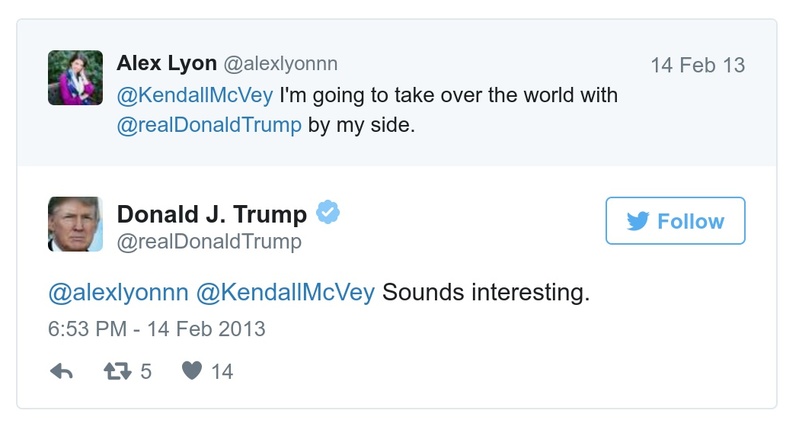 Alex Lyon @alexlyonnn 14 Feb 13
@KendallMcVey I'm going to take over the world with
@realDonaldTrump by my side.
Donald J. Trump Follow
@realDonaldTrump
@alexlyonnn @KendallMcVey Sounds interesting.
6:53 PM - 14 Feb 2013
5 14